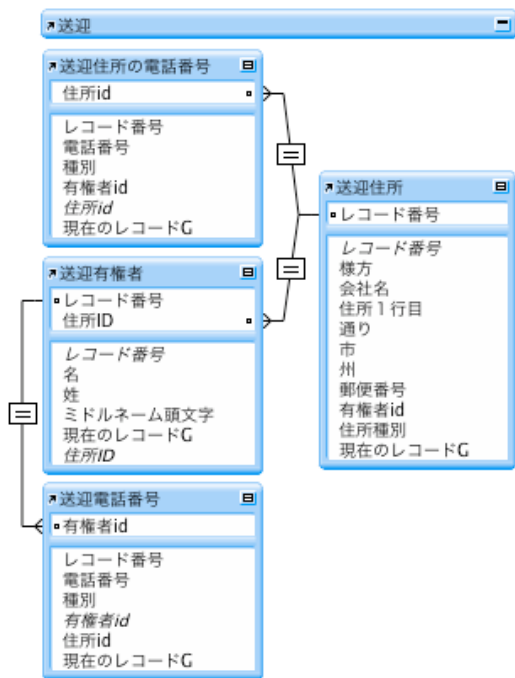 送迎
送迎住所の電話番号
住所id
レコード番号
電話番号
種別
有権者id
住所id
現在のレコードG
送迎有権者
レコード番号
住所ID
レコード番号
名
姓
ミドルネーム頭文字
現在のレコードG
住所ID
送迎電話番号
有権者id
レコード番号
電話番号
種別
有権者id
住所id
現在のレコードG
送迎住所
レコード番号
レコード番号
様方
会社名
住所1行目
通り
市
州
郵便番号
有権者id
住所種別
現在のレコードG